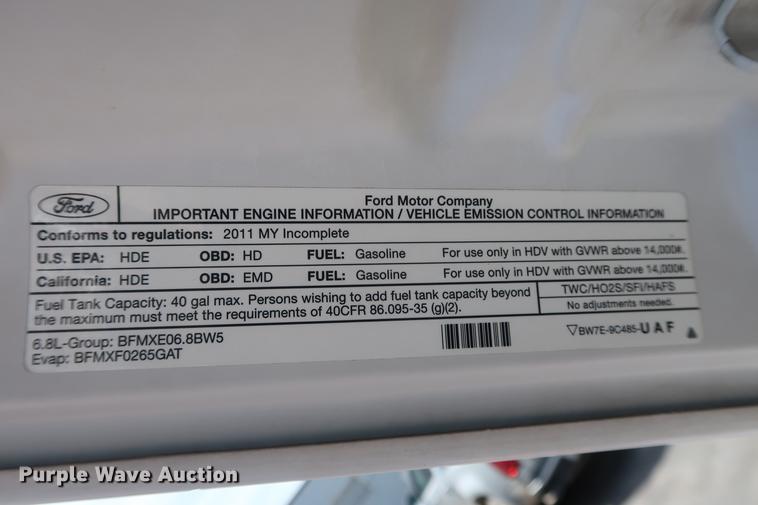 Ford
Ford Motor Company
IMPORTANT ENGINE INFORMATION / VEHICLE EMISSION CONTROL INFORMATION
Conforms to regulations: 2011 MY Incomplete
U.S. EPA: HDE OBD: HD FUEL: Gasoline For use only in HDV with GVWR above 14,000#.
California: HDE OBD: EMD FUEL: Gasoline For use only in HDV with GVWR above 14,000#.
Fuel Tank Capacity: 40 gal max. Persons wishing to add fuel tank capacity beyond
the maximum must meet the requirements of 40CFR 86.095-35 (g)(2).
TWC/HO2S/SFI/HAFS
No adjustments needed.
6.8L-Group: BFMXE06.8BW5
Evap: BFMXF0265GAT
BW7E-9C485-UAF
Purple Wave Auction